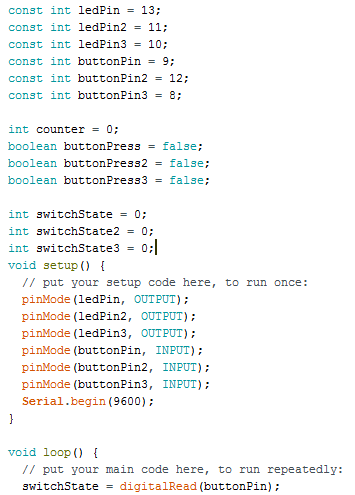 const int ledPin = 13;
const int ledPin2 = 11;
const int ledPin3 = 10;
const int buttonPin = 9;
const int buttonPin2 = 12;
const int buttonPin3 = 8;

int counter = 0;
boolean buttonPress = false;
boolean buttonPress2 = false;
boolean buttonPress3 = false;

int switchState = 0;
int switchState2 = 0;
int switchState3 = 0;
void setup() {
  // put your setup code here, to run once:
  pinMode(ledPin, OUTPUT);
  pinMode(ledPin2, OUTPUT);
  pinMode(ledPin3, OUTPUT);
  pinMode(buttonPin, INPUT);
  pinMode(buttonPin2, INPUT);
  pinMode(buttonPin3, INPUT);
  Serial.begin(9600);
}

void loop() {
  // put your main code here, to run repeatedly:
  switchState = digitalRead(buttonPin);